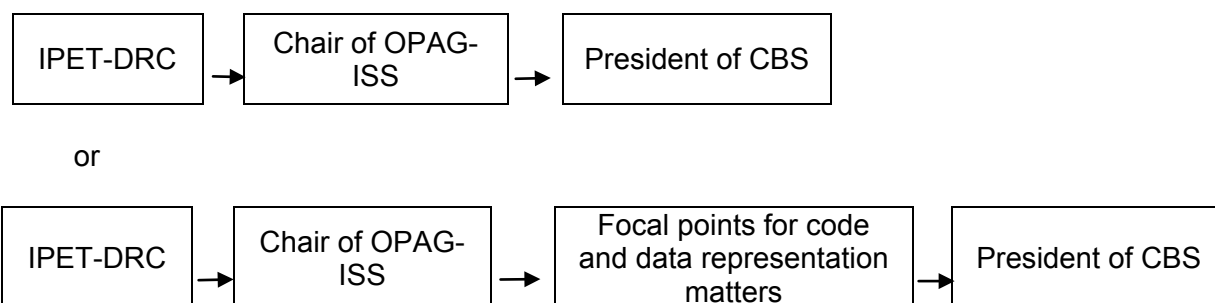 IPET-DRC
Chair of OPAG-
ISS
President of CBS
or
IPET-DRC
Chair of OPAG-
ISS
Focal points for code
and data representation
matters
President of CBS